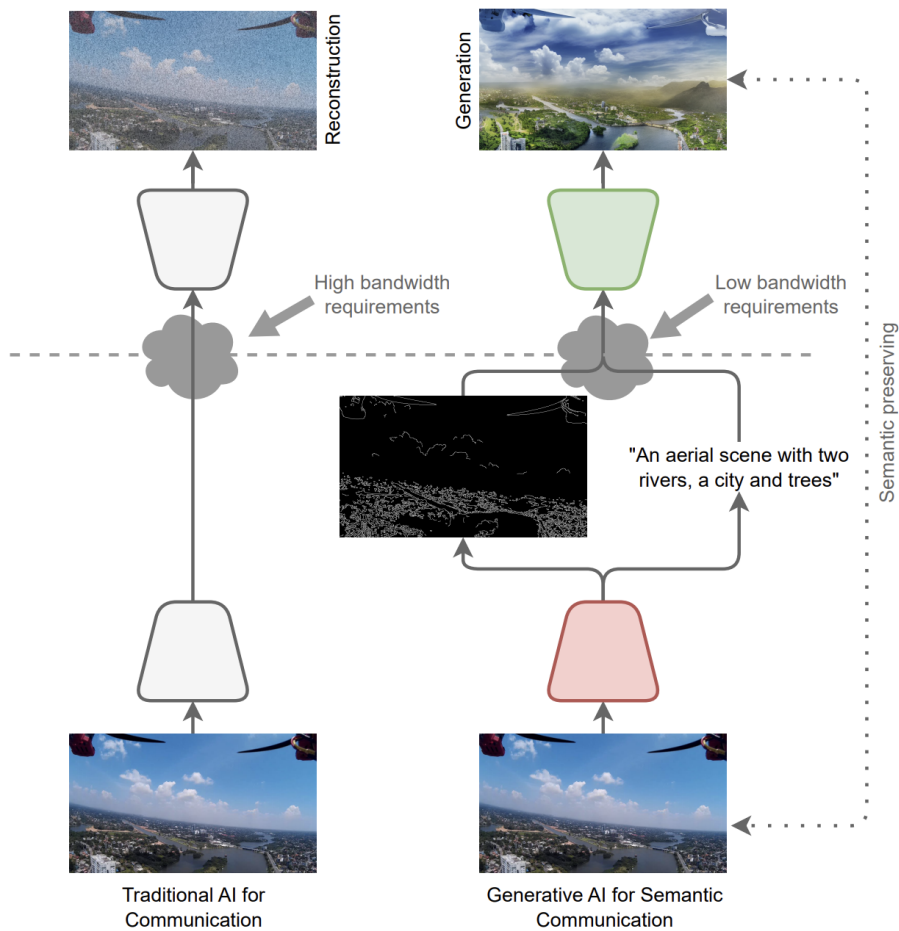 Reconstruction
Generation
High bandwidth
requirements
Low bandwidth
requirements
Semantic preserving
"An aerial scene with two
rivers, a city and trees"
Traditional AI for
Communication
Generative AI for Semantic
Communication